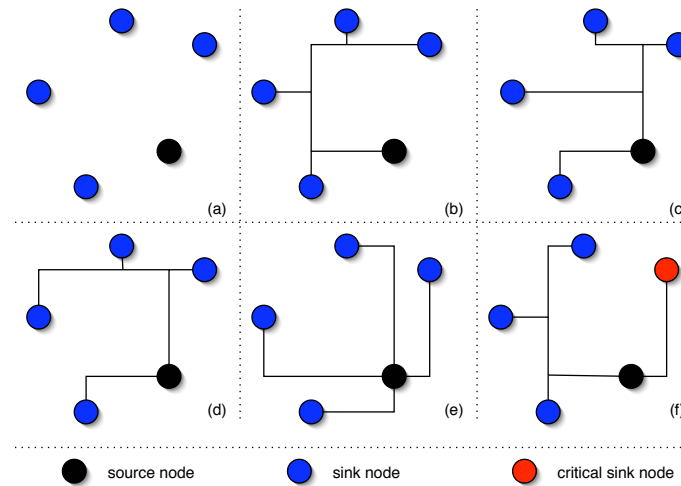 (a)
(b)
(c
(d)
(e)
(f)
source node
sink node
critical sink node